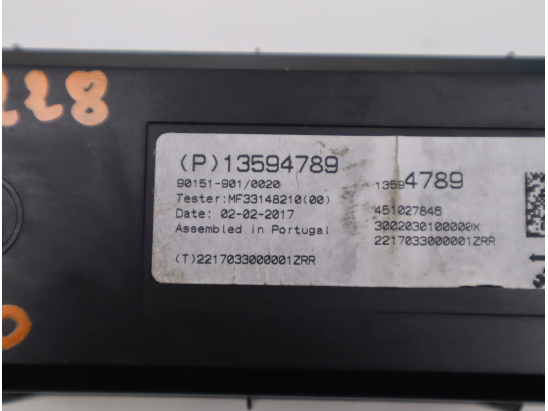 228
(P)13594789
90151-901/0020
Tester:MF33148210(00)
Date: 02-02-2017
Assembled in Portugal
(T)2217033000001ZRR
13594789
451027845
3002030100000X
2217033000001ZRR